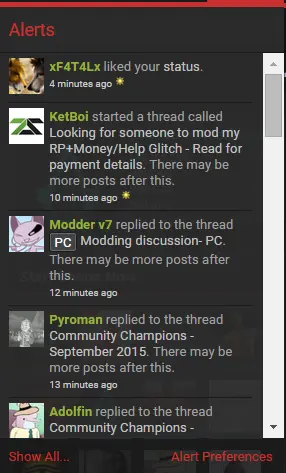 Alerts
xF4T4Lx liked your status.
4 minutes ago
KetBoi started a thread called
Looking for someone to mod my
RP+Money/Help Glitch - Read for
payment details. There may be
more posts after this.
10 minutes ago
Modder v7 replied to the thread
PC Modding discussion- PC.
There may be more posts after
this.
12 minutes ago
Pyroman replied to the thread
Community Champions -
September 2015. There may be
more posts after this.
13 minutes ago
Adolfin replied to the thread
Community Champions -
Show All...
Alert Preferences